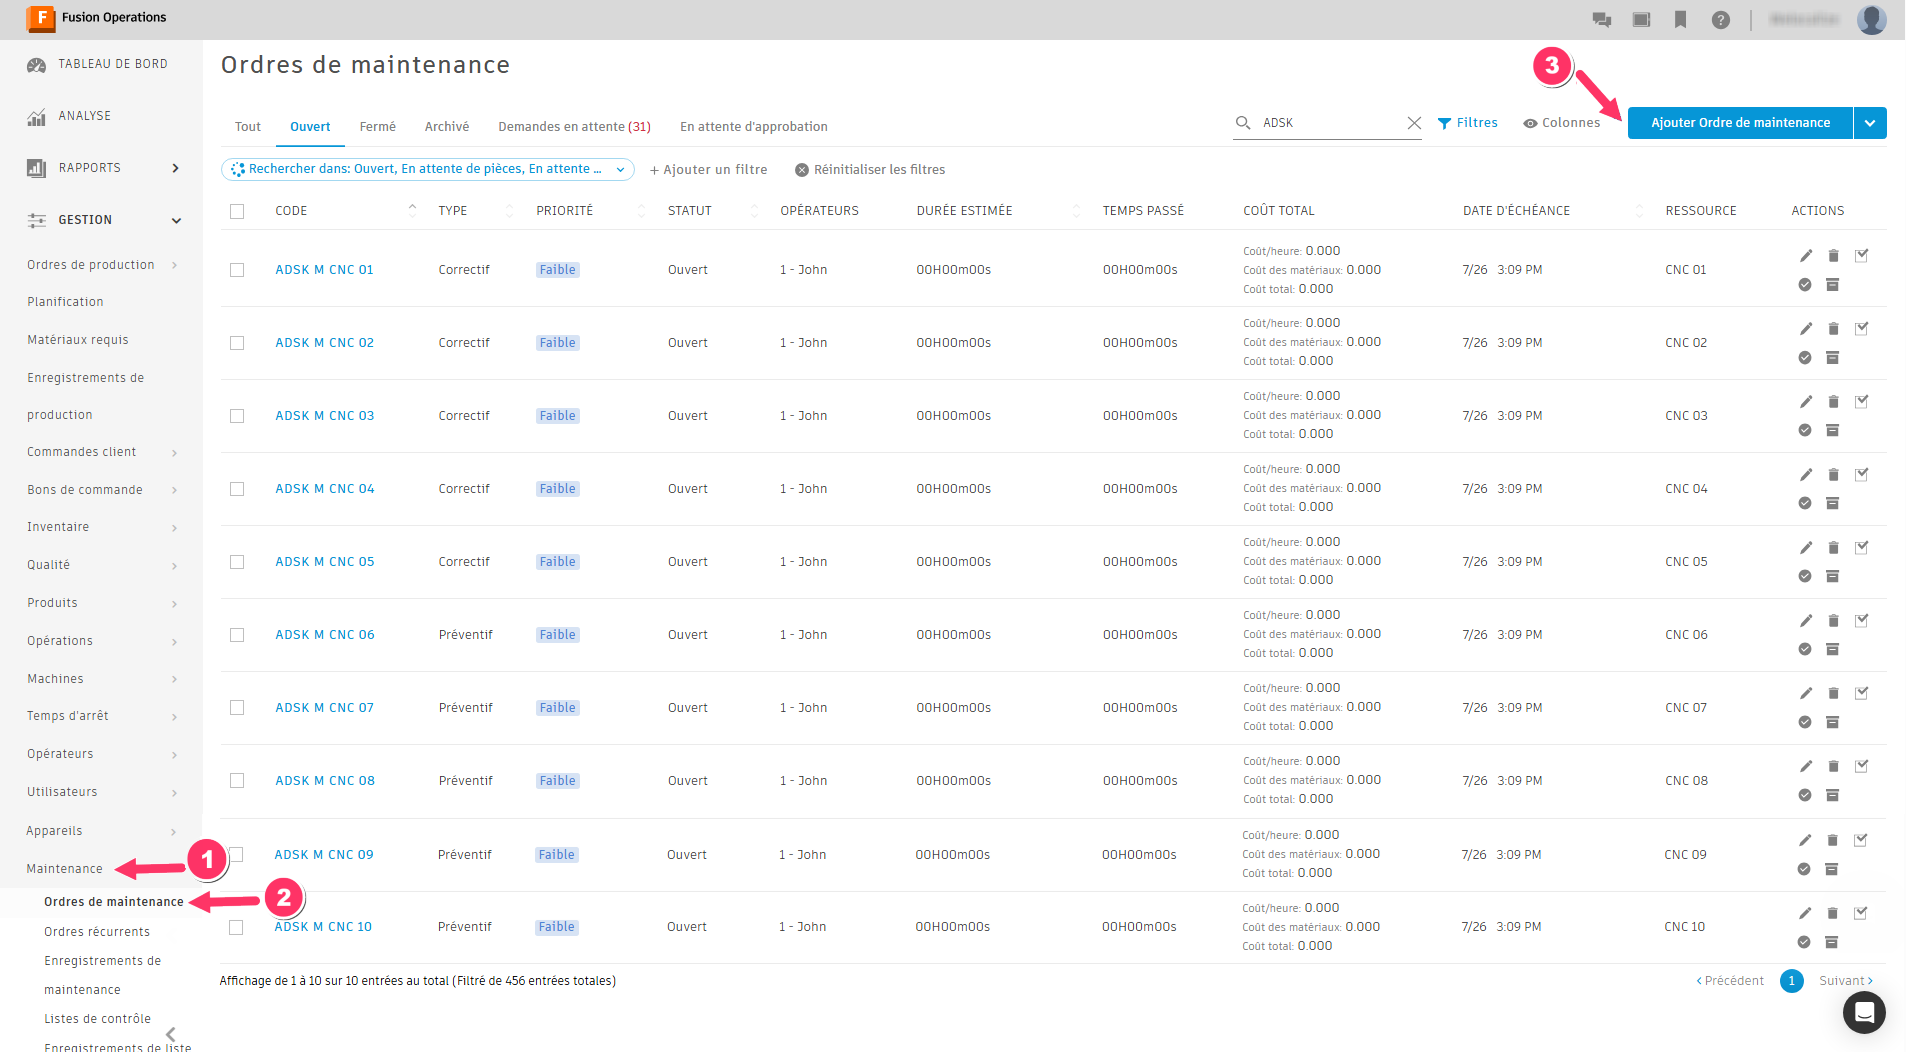 F Fusion Operations
?
TABLEAU DE BORD
ANALYSE
RAPPORTS
GESTION
Ordres de production
Planification
Matériaux requis
Enregistrements de
production
Commandes client
Bons de commande
Inventaire
Qualité
Produits
Opérations
Machines
Temps d'arrêt
Opérateurs
Utilisateurs
Appareils
Maintenance
1
Ordres de maintenance
2
Ordres récurrents
Enregistrements de
maintenance
Listes de contrôle
Enregistrements de liste
Ordres de maintenance
3
Tout Ouvert Fermé Archivé Demandes en attente (31) En attente d'approbation
ADSK Filtres Colonnes Ajouter Ordre de maintenance
Rechercher dans: Ouvert, En attente de pièces, En attente ... + Ajouter un filtre Réinitialiser les filtres
CODE TYPE PRIORITÉ STATUT OPÉRATEURS DURÉE ESTIMÉE TEMPS PASSÉ COÛT TOTAL DATE D'ÉCHÉANCE RESSOURCE ACTIONS
Coût/heure: 0.000
ADSK M CNC 01 Correctif Faible Ouvert 1 - John 00H00m00s 00H00m00s Coût des matériaux: 0.000 7/26 3:09 PM CNC 01
Coût total: 0.000
Coût/heure: 0.000
ADSK M CNC 02 Correctif Faible Ouvert 1 - John 00H00m00s 00H00m00s Coût des matériaux: 0.000 7/26 3:09 PM CNC 02
Coût total: 0.000
Coût/heure: 0.000
ADSK M CNC 03 Correctif Faible Ouvert 1 - John 00H00m00s 00H00m00s Coût des matériaux: 0.000 7/26 3:09 PM CNC 03
Coût total: 0.000
Coût/heure: 0.000
ADSK M CNC 04 Correctif Faible Ouvert 1 - John 00H00m00s 00H00m00s Coût des matériaux: 0.000 7/26 3:09 PM CNC 04
Coût total: 0.000
Coût/heure: 0.000
ADSK M CNC 05 Correctif Faible Ouvert 1 - John 00H00m00s 00H00m00s Coût des matériaux: 0.000 7/26 3:09 PM CNC 05
Coût total: 0.000
Coût/heure: 0.000
ADSK M CNC 06 Préventif Faible Ouvert 1 - John 00H00m00s 00H00m00s Coût des matériaux: 0.000 7/26 3:09 PM CNC 06
Coût total: 0.000
Coût/heure: 0.000
ADSK M CNC 07 Préventif Faible Ouvert 1 - John 00H00m00s 00H00m00s Coût des matériaux: 0.000 7/26 3:09 PM CNC 07
Coût total: 0.000
Coût/heure: 0.000
ADSK M CNC 08 Préventif Faible Ouvert 1 - John 00H00m00s 00H00m00s Coût des matériaux: 0.000 7/26 3:09 PM CNC 08
Coût total: 0.000
Coût/heure: 0.000
ADSK M CNC 09 Préventif Faible Ouvert 1 - John 00H00m00s 00H00m00s Coût des matériaux: 0.000 7/26 3:09 PM CNC 09
Coût total: 0.000
Coût/heure: 0.000
ADSK M CNC 10 Préventif Faible Ouvert 1 - John 00H00m00s 00H00m00s Coût des matériaux: 0.000 7/26 3:09 PM CNC 10
Coût total: 0.000
Affichage de 1 à 10 sur 10 entrées au total (Filtré de 456 entrées totales)
Précédent 1 Suivant